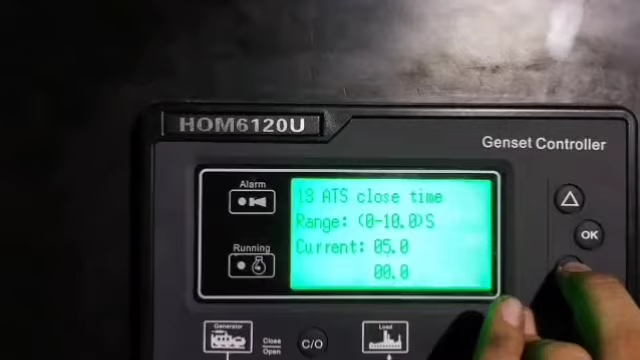 HOM6120U
Genset Controller
Alarm
13 ATS close time
Range: (0-10.0)S
Running
Current: 05.0
00.0
OK
Generator
Close
Open
C/O
Load